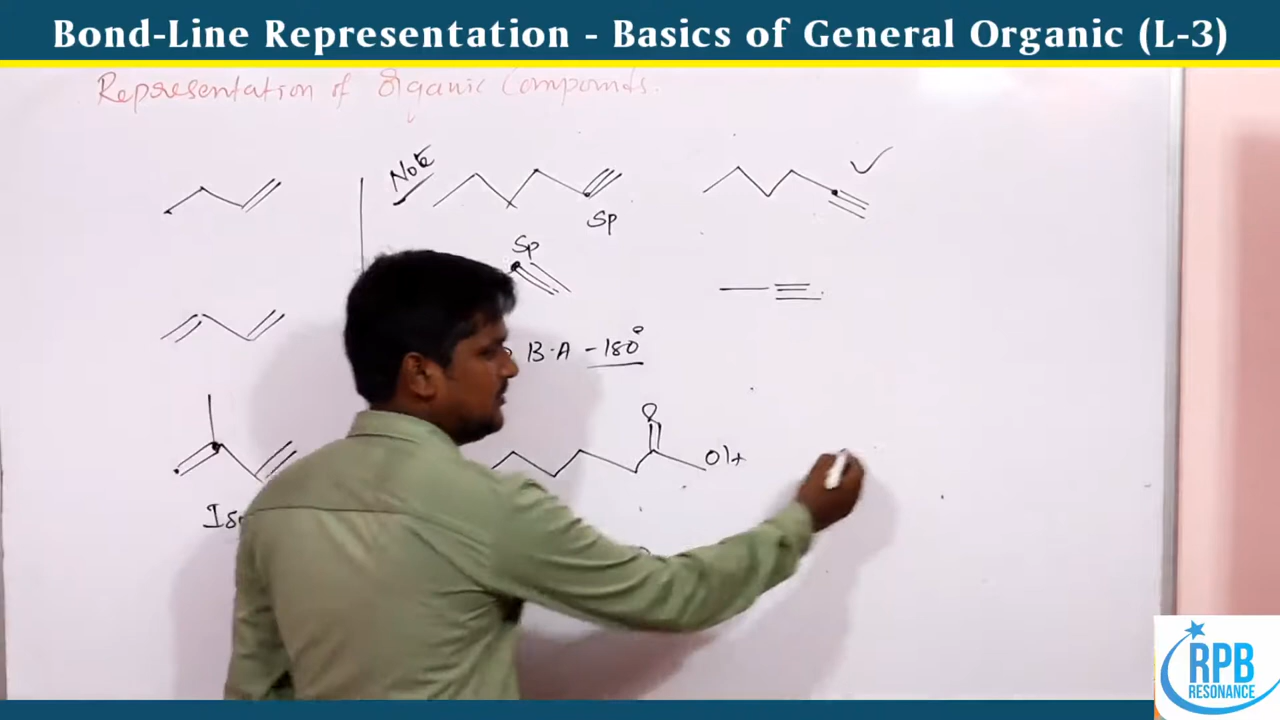 Bond-Line Representation - Basics of General Organic (L-3)
Representation of Organic Compounds.
Note
Sp
Sp
B.A - 180°
O
OH
RPB
RESONANCE